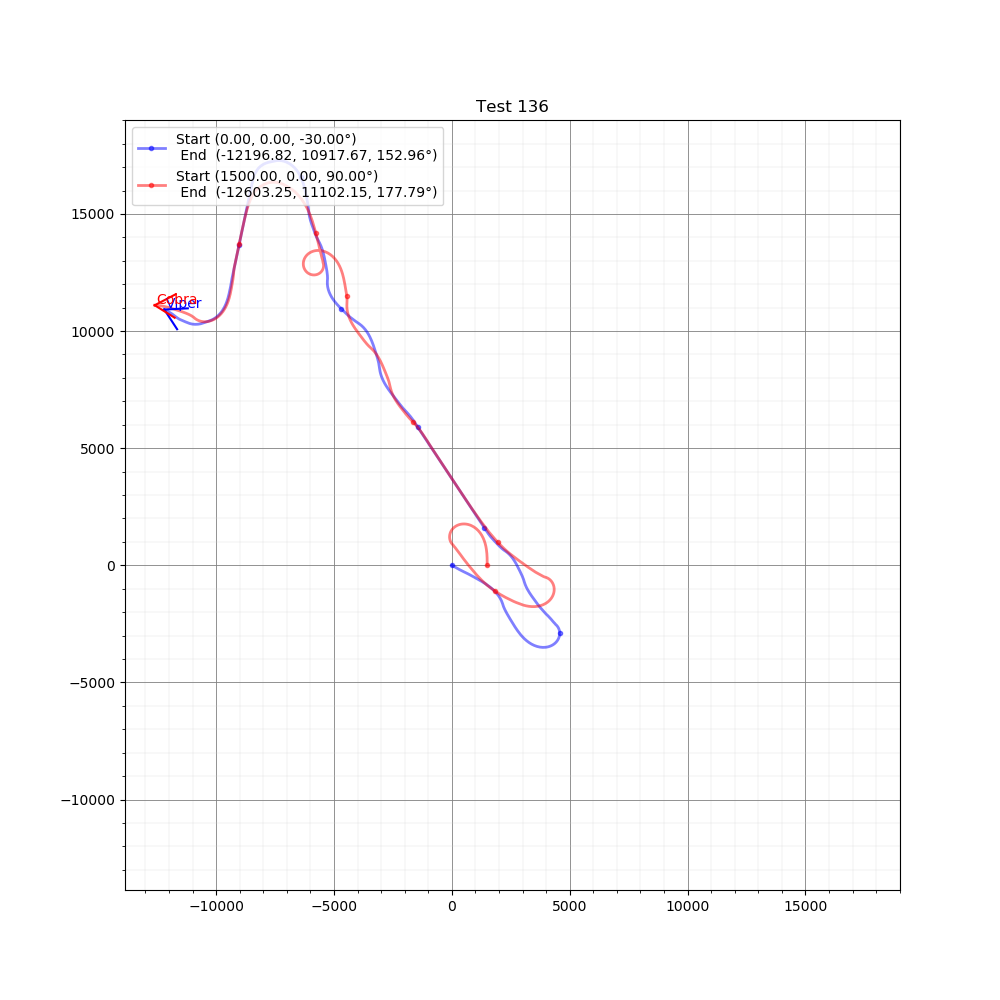 Test 136
Start (0.00, 0.00, -30.00°)
End (-12196.82, 10917.67, 152.96°)
Start (1500.00, 0.00, 90.00°)
End (-12603.25, 11102.15, 177.79°)
15000
10000
5000
0
−5000
−10000
Cobra
Viper
−10000
−5000
0
5000
10000
15000